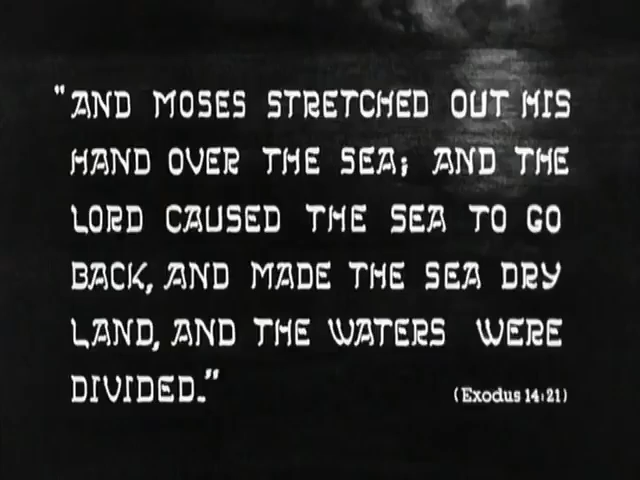 "AND MOSES STRETCHED OUT HIS
HAND OVER THE SEA; AND THE
LORD CAUSED THE SEA TO GO
BACK, AND MADE THE SEA DRY
LAND, AND THE WATERS WERE
DIVIDED."
(Exodus 14:21)